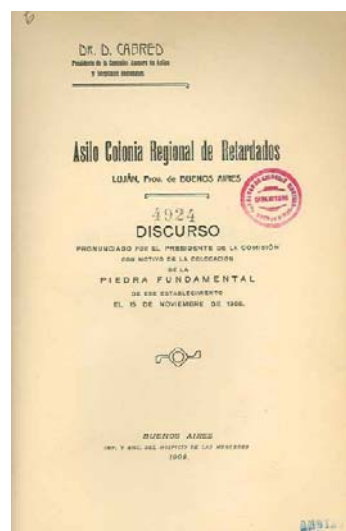 DR. D. CABRED
Presidente de la Comisión Asesora de Asilos
Y Hospitales Regionales
Asilo Colonia Regional de Retardados
LUJÁN, Prov. de BUENOS AIRES
4924
DISCURSO
PRONUNCIADO POR EL PRESIDENTE DE LA COMISIÓN
CON MOTIVO DE LA COLOCACIÓN
DE LA
PIEDRA FUNDAMENTAL
DE ESE ESTABLECIMIENTO
EL 15 DE NOVIEMBRE DE 1908.
BUENOS AIRES
IMP. Y ENC. DEL HOSPICIO DE LAS MERCEDES
1908.